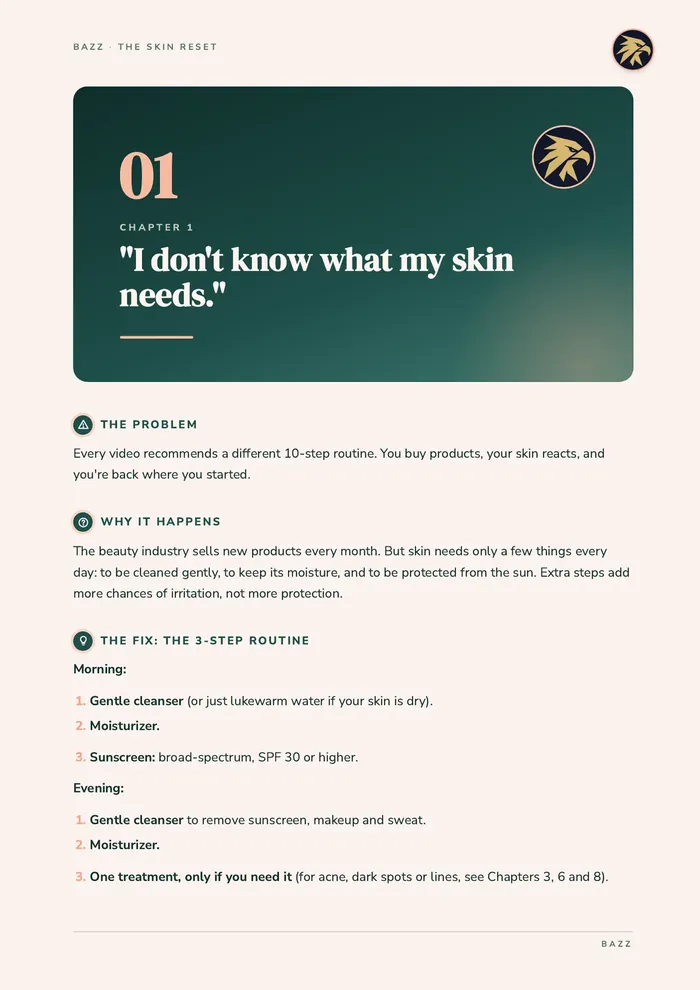 BAZZ · THE SKIN RESET
01
CHAPTER 1
"I don't know what my skin
needs."
THE PROBLEM
Every video recommends a different 10-step routine. You buy products, your skin reacts, and
you're back where you started.
WHY IT HAPPENS
The beauty industry sells new products every month. But skin needs only a few things every
day: to be cleaned gently, to keep its moisture, and to be protected from the sun. Extra steps add
more chances of irritation, not more protection.
THE FIX: THE 3-STEP ROUTINE
Morning:
1. Gentle cleanser (or just lukewarm water if your skin is dry).
2. Moisturizer.
3. Sunscreen: broad-spectrum, SPF 30 or higher.
Evening:
1. Gentle cleanser to remove sunscreen, makeup and sweat.
2. Moisturizer.
3. One treatment, only if you need it (for acne, dark spots or lines, see Chapters 3, 6 and 8).
BAZZ